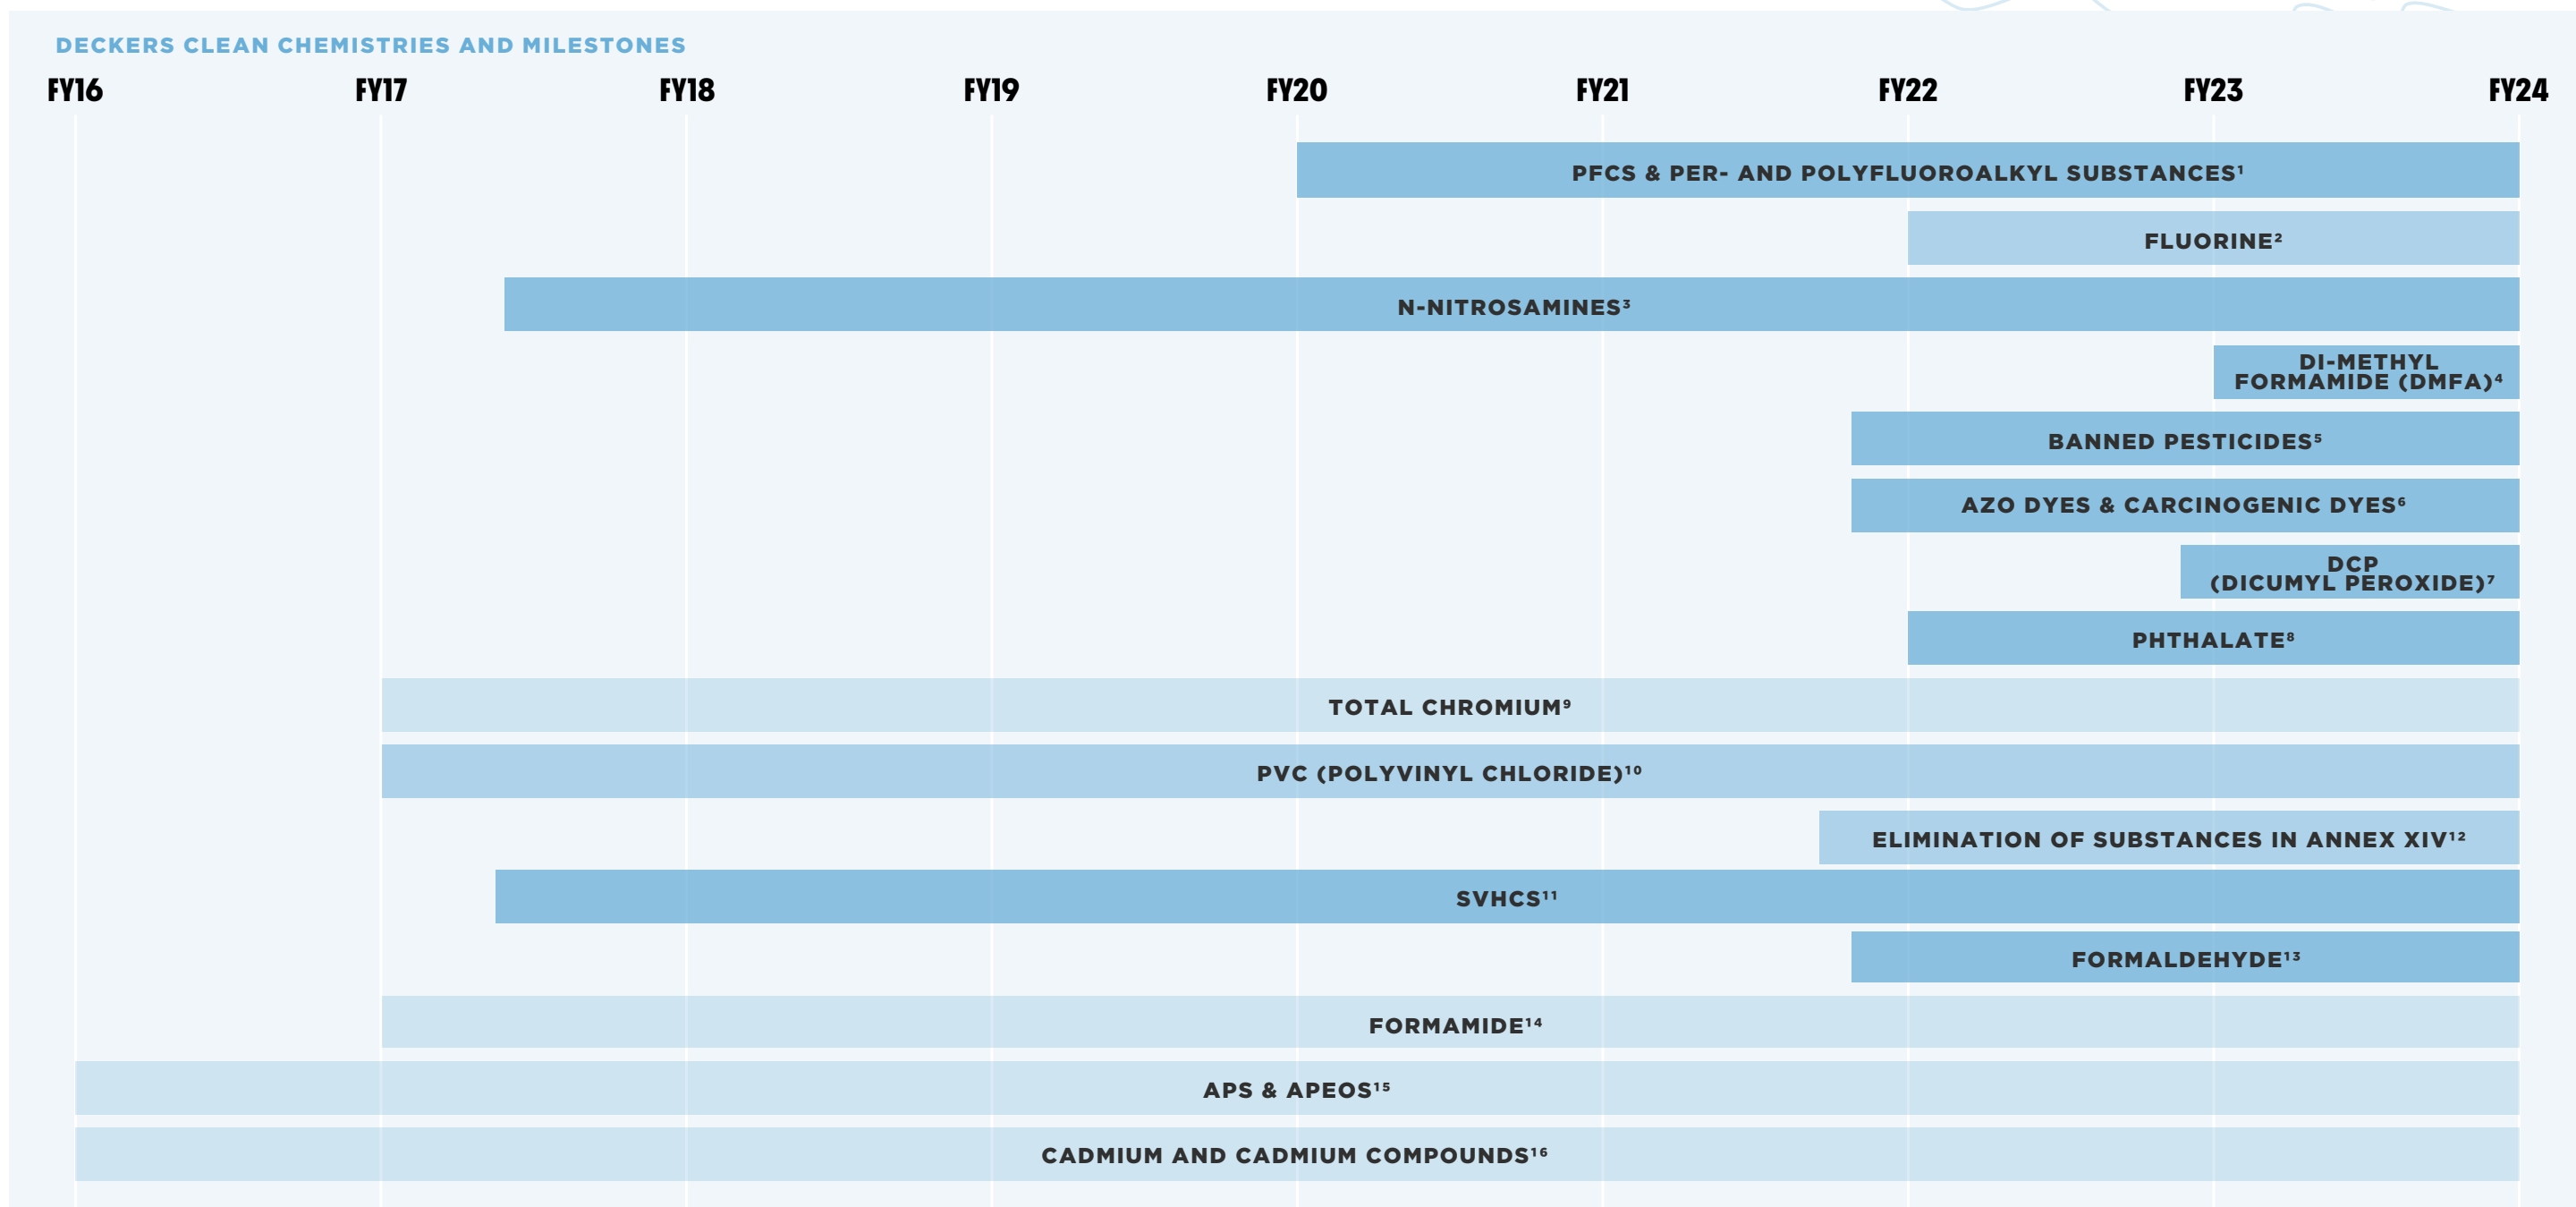 DECKERS CLEAN CHEMISTRIES AND MILESTONES
FY16 FY17 FY18 FY19 FY20 FY21 FY22 FY23 FY24
PFCS & PER- AND POLYFLUOROALKYL SUBSTANCES¹
FLUORINE²
N-NITROSAMINES³
DI-METHYL
FORMAMIDE (DMFA)⁴
BANNED PESTICIDES⁵
AZO DYES & CARCINOGENIC DYES⁶
DCP
(DICUMYL PEROXIDE)⁷
PHTHALATE⁸
TOTAL CHROMIUM⁹
PVC (POLYVINYL CHLORIDE)¹⁰
ELIMINATION OF SUBSTANCES IN ANNEX XIV¹²
SVHCS¹¹
FORMALDEHYDE¹³
FORMAMIDE¹⁴
APS & APEOS¹⁵
CADMIUM AND CADMIUM COMPOUNDS¹⁶